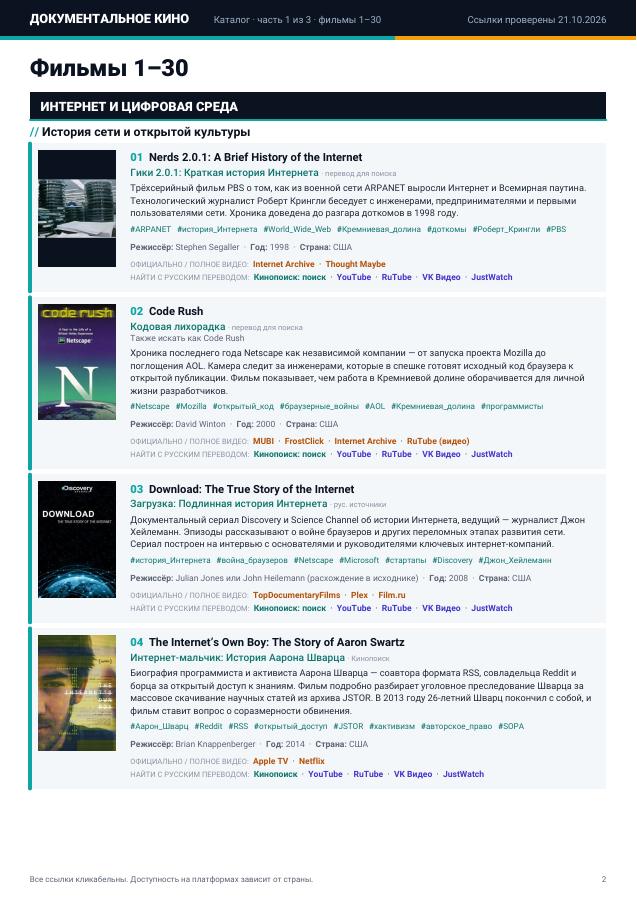 ДОКУМЕНТАЛЬНОЕ КИНО Каталог · часть 1 из 3 · фильмы 1–30 Ссылки проверены 21.10.2026
Фильмы 1–30
ИНТЕРНЕТ И ЦИФРОВАЯ СРЕДА
// История сети и открытой культуры
01 Nerds 2.0.1: A Brief History of the Internet
Гики 2.0.1: Краткая история Интернета · перевод для поиска
Трёхсерийный фильм PBS о том, как из военной сети ARPANET выросли Интернет и Всемирная паутина.
Технологический журналист Роберт Крингли беседует с инженерами, предпринимателями и первыми
пользователями сети. Хроника доведена до разгара доткомов в 1998 году.
#ARPANET #история_Интернета #World_Wide_Web #Кремниевая_долина #доткомы #Роберт_Крингли #PBS
Режиссёр: Stephen Segaller · Год: 1998 · Страна: США
ОФИЦИАЛЬНО / ПОЛНОЕ ВИДЕО: Internet Archive · Thought Maybe
НАЙТИ С РУССКИМ ПЕРЕВОДОМ: Кинопоиск: поиск · YouTube · RuTube · VK Видео · JustWatch
code rush
Netscape
N
02 Code Rush
Кодовая лихорадка · перевод для поиска
Также искать как Code Rush
Хроника последнего года Netscape как независимой компании — от запуска проекта Mozilla до
поглощения AOL. Камера следит за инженерами, которые в спешке готовят исходный код браузера к
открытой публикации. Фильм показывает, чем работа в Кремниевой долине оборачивается для личной
жизни разработчиков.
#Netscape #Mozilla #открытый_код #браузерные_войны #AOL #Кремниевая_долина #программисты
Режиссёр: David Winton · Год: 2000 · Страна: США
ОФИЦИАЛЬНО / ПОЛНОЕ ВИДЕО: MUBI · FrostClick · Internet Archive · RuTube (видео)
НАЙТИ С РУССКИМ ПЕРЕВОДОМ: Кинопоиск: поиск · YouTube · RuTube · VK Видео · JustWatch
Discovery
DOWNLOAD
THE TRUE STORY OF THE INTERNET
03 Download: The True Story of the Internet
Загрузка: Подлинная история Интернета · рус. источники
Документальный сериал Discovery и Science Channel об истории Интернета, ведущий — журналист Джон
Хейлеманн. Эпизоды рассказывают о войне браузеров и других переломных этапах развития сети.
Сериал построен на интервью с основателями и руководителями ключевых интернет-компаний.
#история_Интернета #война_браузеров #Netscape #Microsoft #стартапы #Discovery #Джон_Хейлеманн
Режиссёр: Julian Jones или John Heilemann (расхождение в исходнике) · Год: 2008 · Страна: США
ОФИЦИАЛЬНО / ПОЛНОЕ ВИДЕО: TopDocumentaryFilms · Plex · Film.ru
НАЙТИ С РУССКИМ ПЕРЕВОДОМ: Кинопоиск: поиск · YouTube · RuTube · VK Видео · JustWatch
THE
INTERNET'S
OWN
BOY
04 The Internet’s Own Boy: The Story of Aaron Swartz
Интернет-мальчик: История Аарона Шварца · Кинопоиск
Биография программиста и активиста Аарона Шварца — соавтора формата RSS, совладельца Reddit и
борца за открытый доступ к знаниям. Фильм подробно разбирает уголовное преследование Шварца за
массовое скачивание научных статей из архива JSTOR. В 2013 году 26-летний Шварц покончил с собой, и
фильм ставит вопрос о соразмерности обвинения.
#Аарон_Шварц #Reddit #RSS #открытый_доступ #JSTOR #хактивизм #авторское_право #SOPA
Режиссёр: Brian Knappenberger · Год: 2014 · Страна: США
ОФИЦИАЛЬНО / ПОЛНОЕ ВИДЕО: Apple TV · Netflix
НАЙТИ С РУССКИМ ПЕРЕВОДОМ: Кинопоиск · YouTube · RuTube · VK Видео · JustWatch
Все ссылки кликабельны. Доступность на платформах зависит от страны. 2